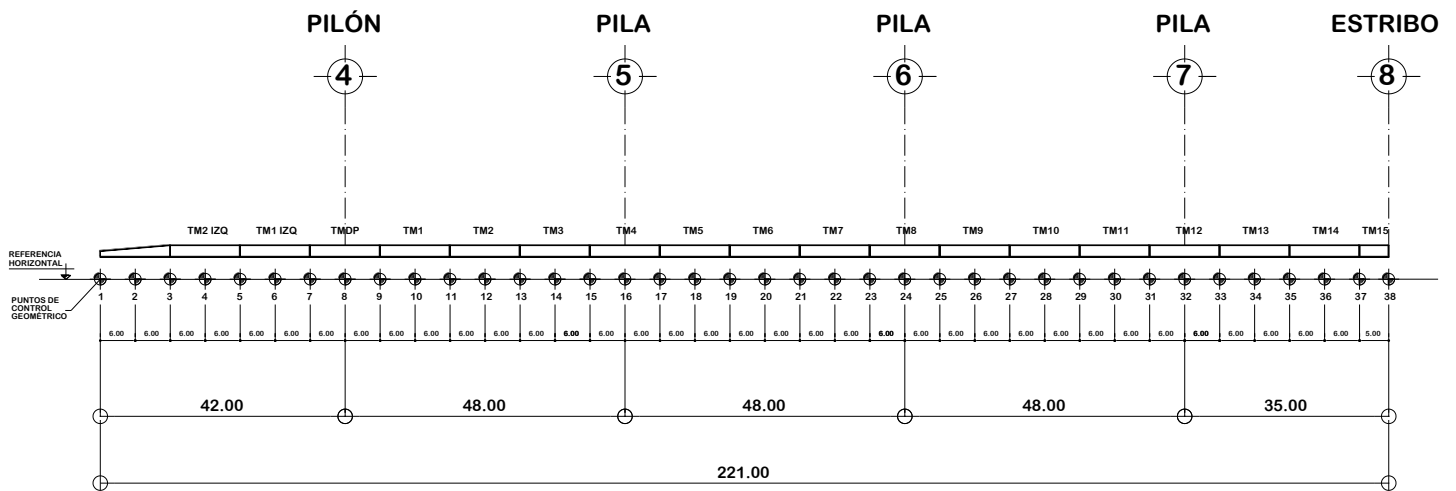 PILÓN PILA PILA PILA ESTRIBO
4 5 6 7 8
TM2 IZQ TM1 IZQ TMDP TM1 TM2 TM3 TM4 TM5 TM6 TM7 TM8 TM9 TM10 TM11 TM12 TM13 TM14 TM15
REFERENCIA
HORIZONTAL
PUNTOS DE
CONTROL
GEOMÉTRICO
1 2 3 4 5 6 7 8 9 10 11 12 13 14 15 16 17 18 19 20 21 22 23 24 25 26 27 28 29 30 31 32 33 34 35 36 37 38
6.00 6.00 6.00 6.00 6.00 6.00 6.00 6.00 6.00 6.00 6.00 6.00 6.00 6.00 6.00 6.00 6.00 6.00 6.00 6.00 6.00 6.00 6.00 6.00 6.00 6.00 6.00 6.00 6.00 6.00 6.00 6.00 6.00 6.00 6.00 6.00 5.00
42.00 48.00 48.00 48.00 35.00
221.00